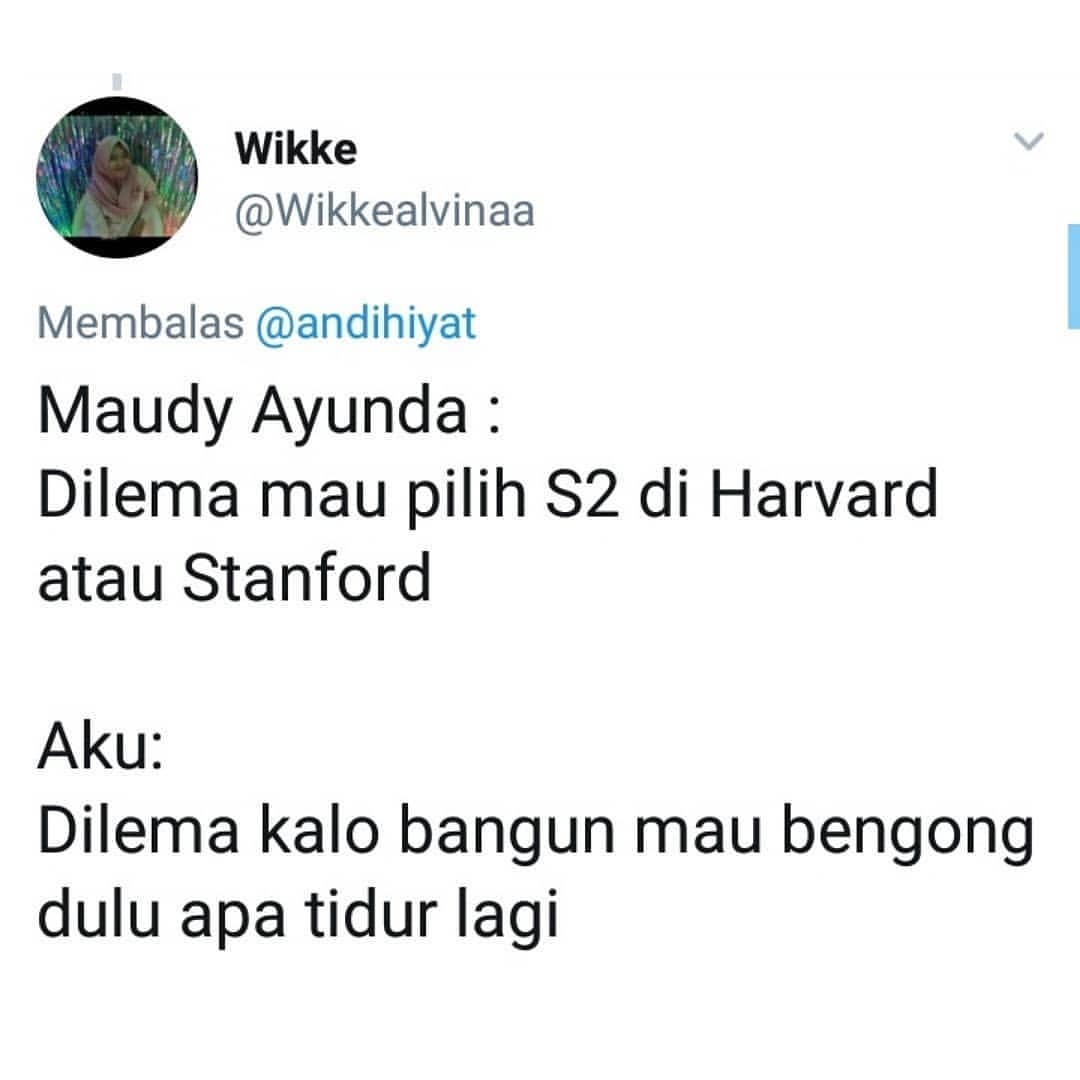 Wikke
@Wikkealvinaa
Membalas @andihiyat
Maudy Ayunda :
Dilema mau pilih S2 di Harvard
atau Stanford
Aku:
Dilema kalo bangun mau bengong
dulu apa tidur lagi